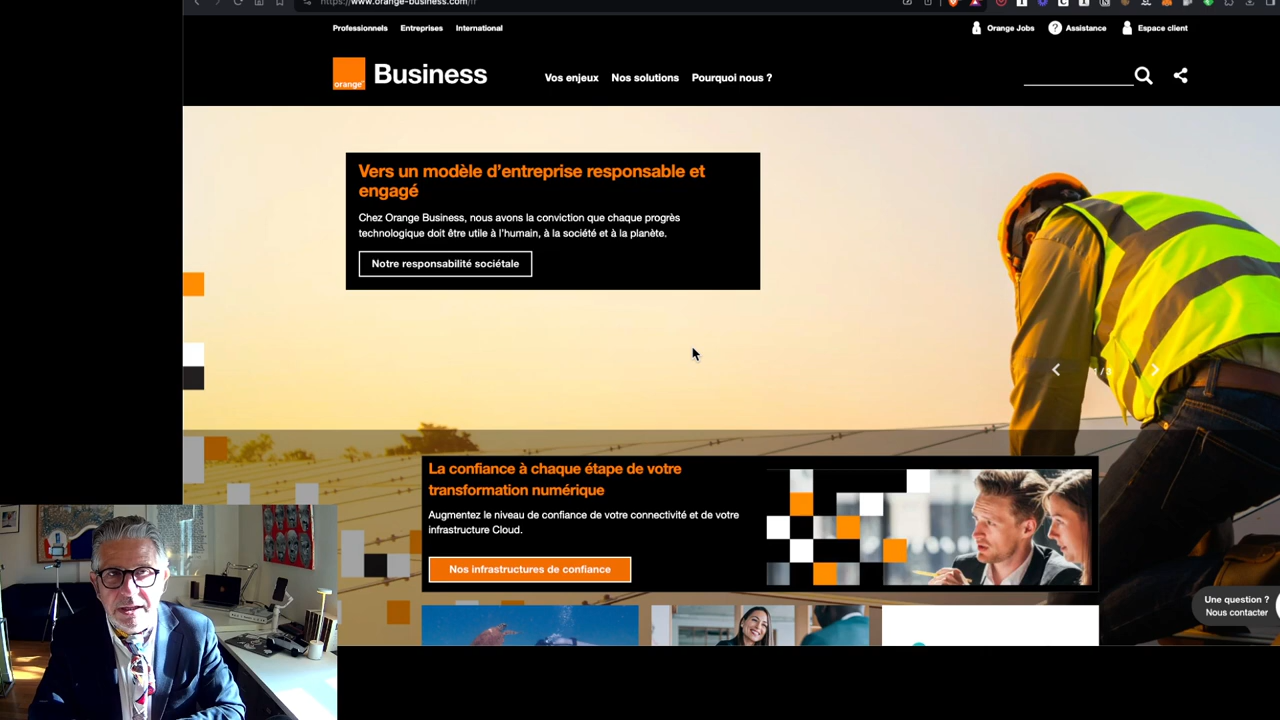 https://www.orange-business.com/fr
Professionnels Entreprises International
Orange Jobs Assistance Espace client
orange Business
Vos enjeux Nos solutions Pourquoi nous ?
Vers un modèle d'entreprise responsable et
engagé
Chez Orange Business, nous avons la conviction que chaque progrès
technologique doit être utile à l'humain, à la société et à la planète.
Notre responsabilité sociétale
1/3
La confiance à chaque étape de votre
transformation numérique
Augmentez le niveau de confiance de votre connectivité et de votre
infrastructure Cloud.
Nos infrastructures de confiance
Une question ?
Nous contacter